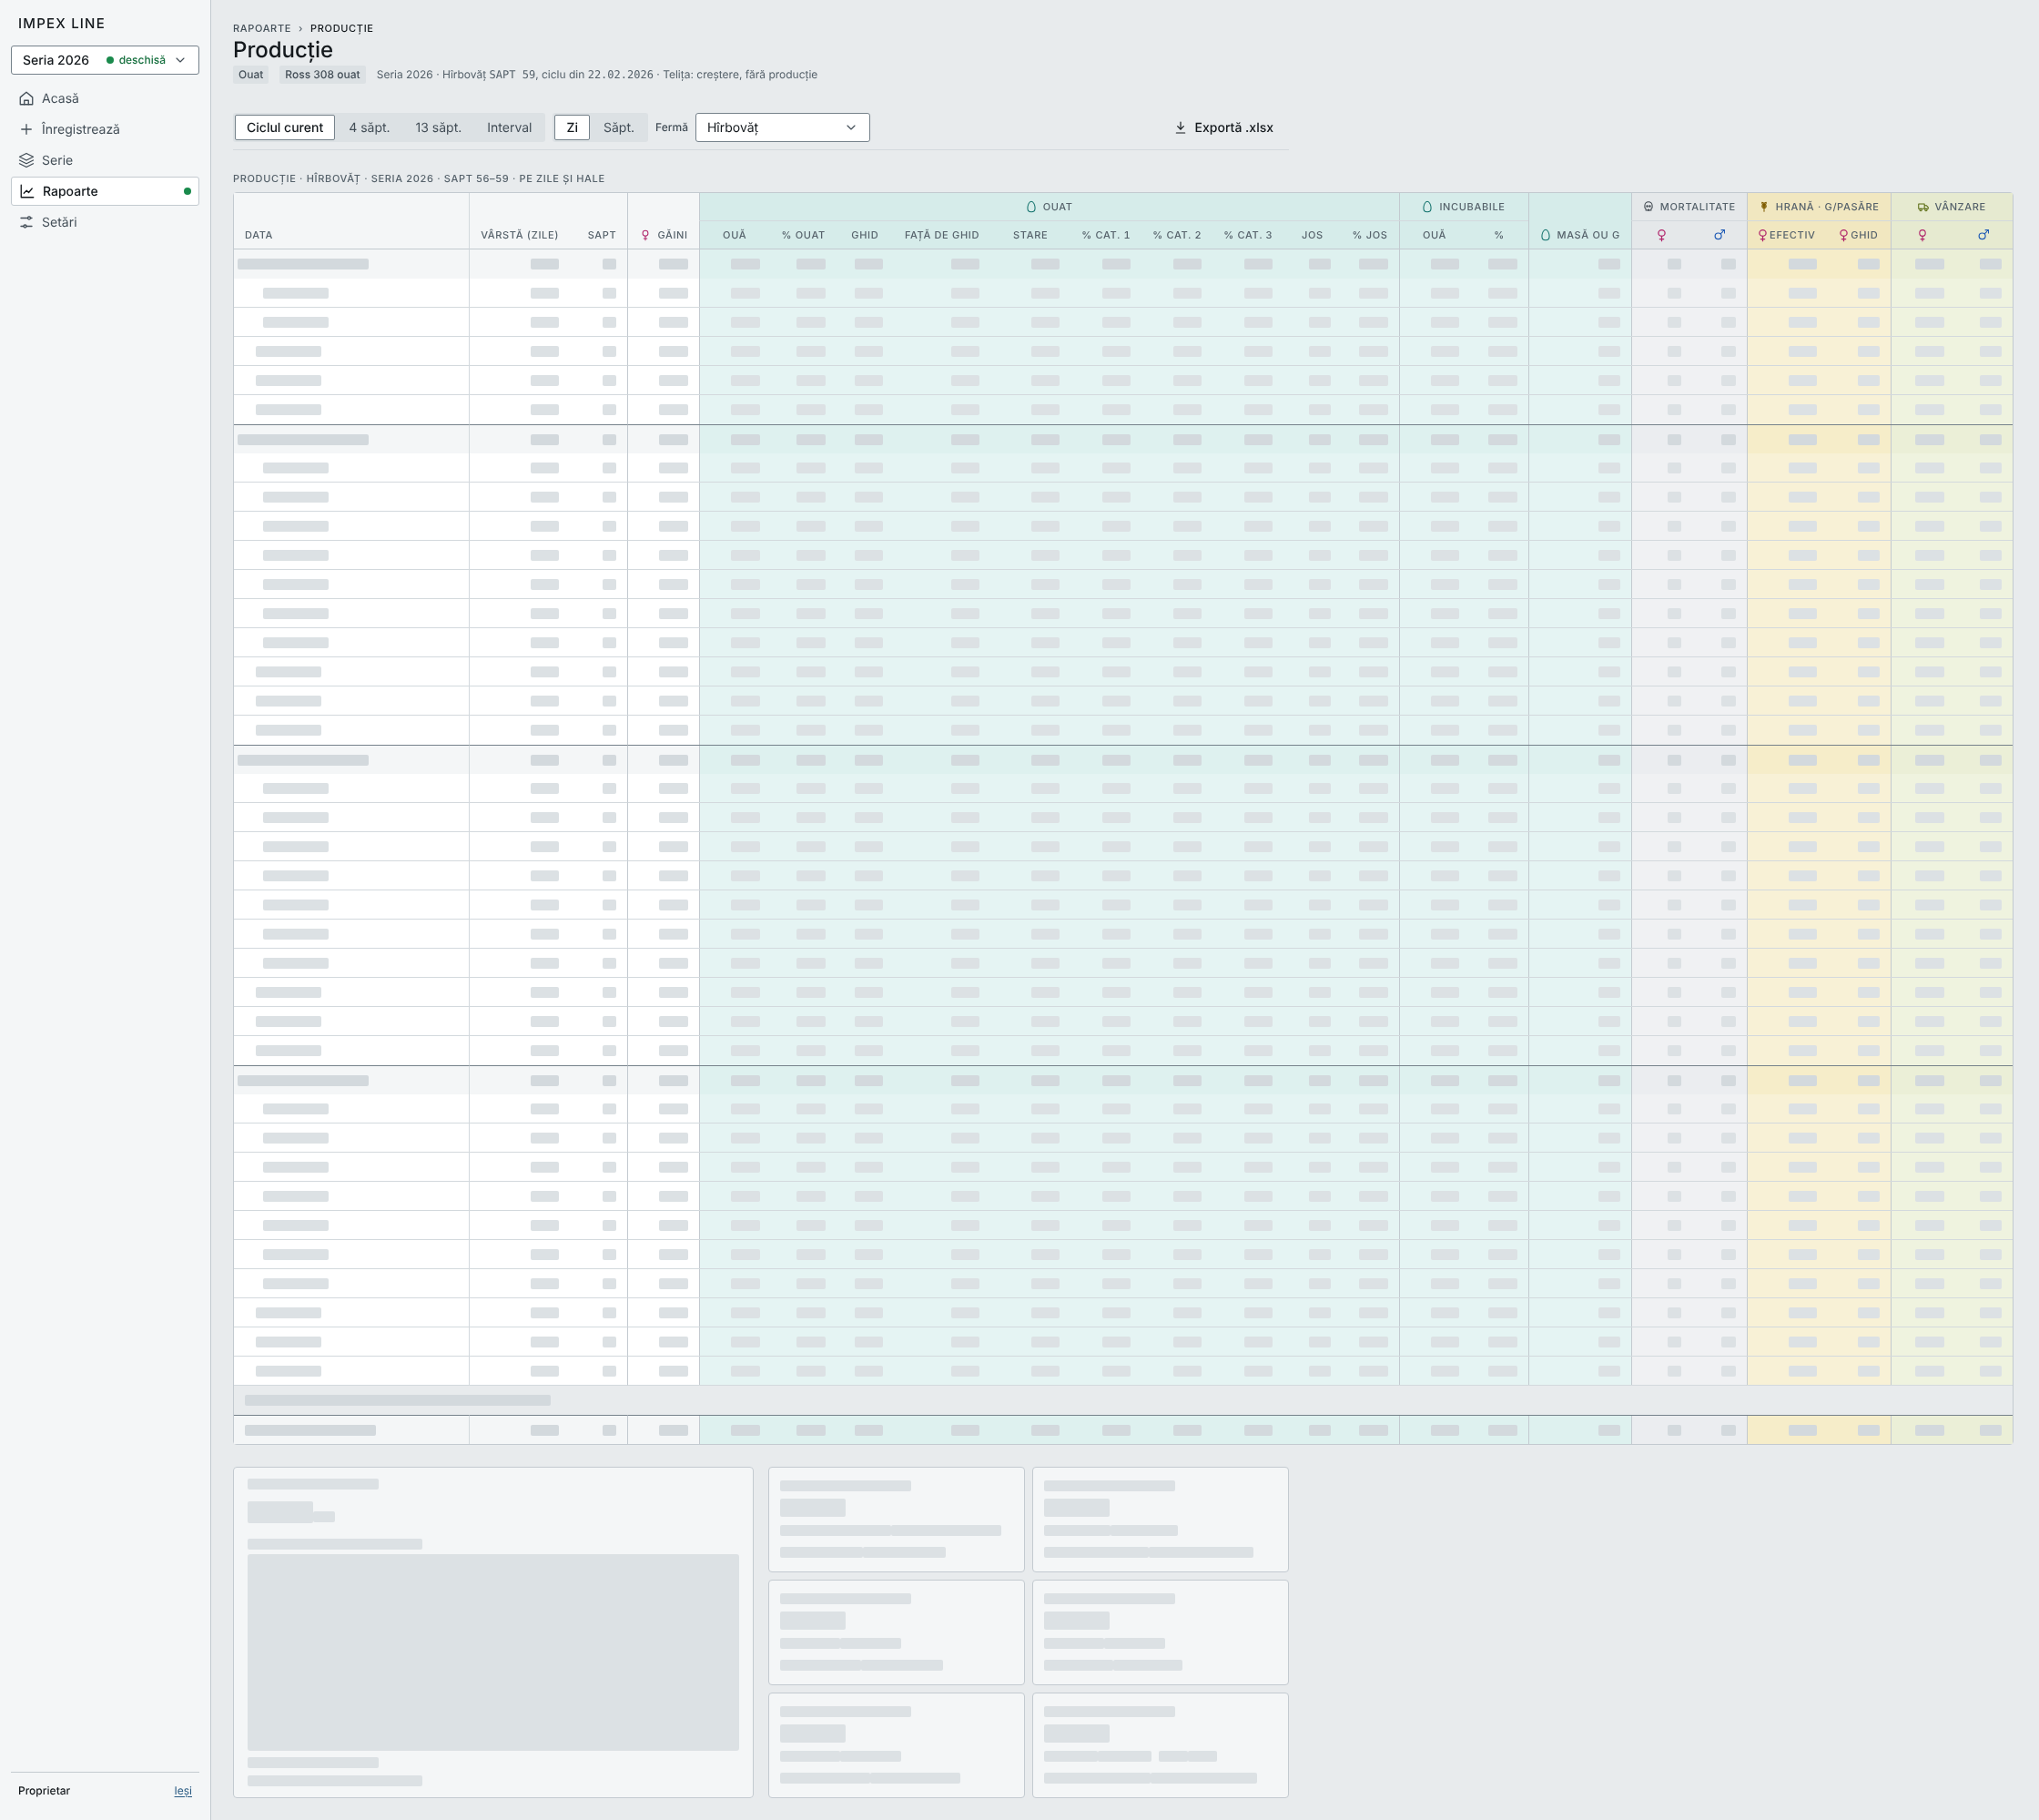 IMPEX LINE
Seria 2026 deschisă
Acasă
Înregistrează
Serie
Rapoarte
Setări
Proprietar Ieși
RAPOARTE › PRODUCȚIE
Producție
Ouat Ross 308 ouat Seria 2026 · Hîrbovăț SAPT 59, ciclu din 22.02.2026 · Telița: creștere, fără producție
Ciclul curent 4 săpt. 13 săpt. Interval Zi Săpt. Fermă Hîrbovăț Exportă .xlsx
PRODUCȚIE · HÎRBOVĂȚ · SERIA 2026 · SAPT 56–59 · PE ZILE ȘI HALE
OUAT INCUBABILE MORTALITATE HRANĂ · G/PASĂRE VÂNZARE
DATA VÂRSTĂ (ZILE) SAPT ♀ GĂINI OUĂ % OUAT GHID FAȚĂ DE GHID STARE % CAT. 1 % CAT. 2 % CAT. 3 JOS % JOS OUĂ % MASĂ OU G ♀ ♂ ♀ EFECTIV ♀ GHID ♀ ♂